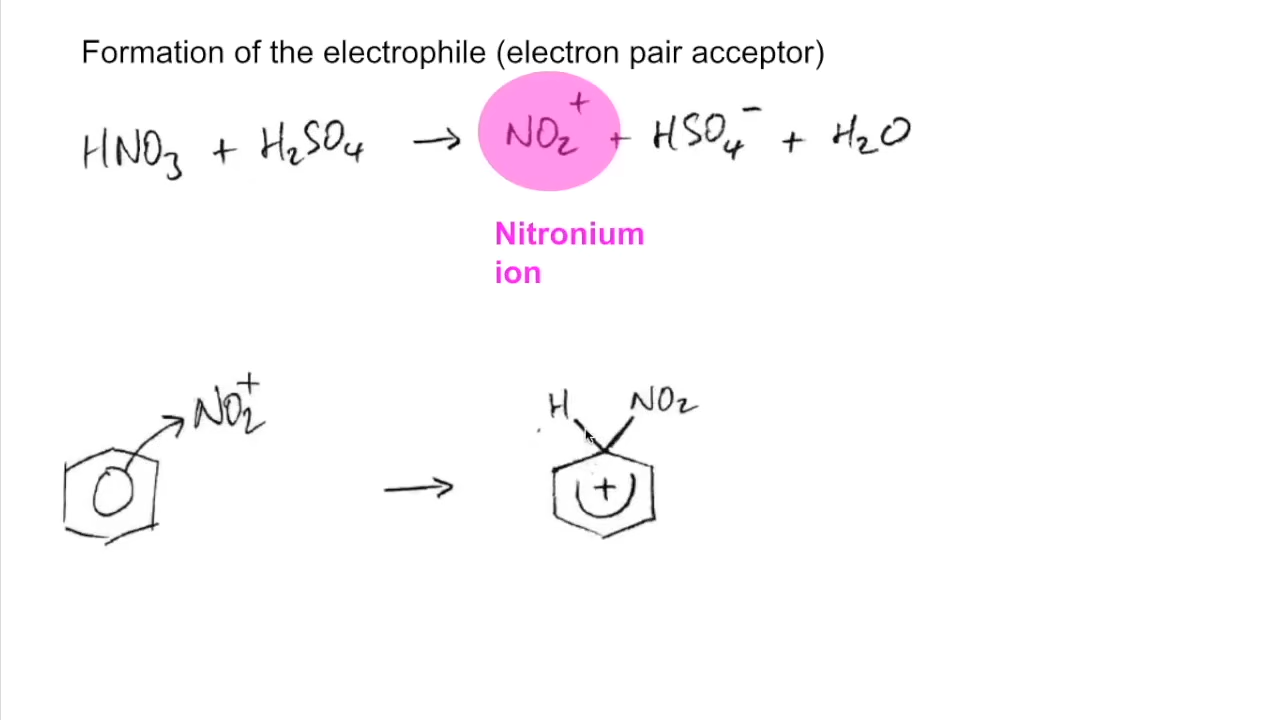 Formation of the electrophile (electron pair acceptor)
HNO₃ + H₂SO₄ → NO₂⁺ + HSO₄⁻ + H₂O
Nitronium
ion
NO₂⁺
→
H NO₂
+